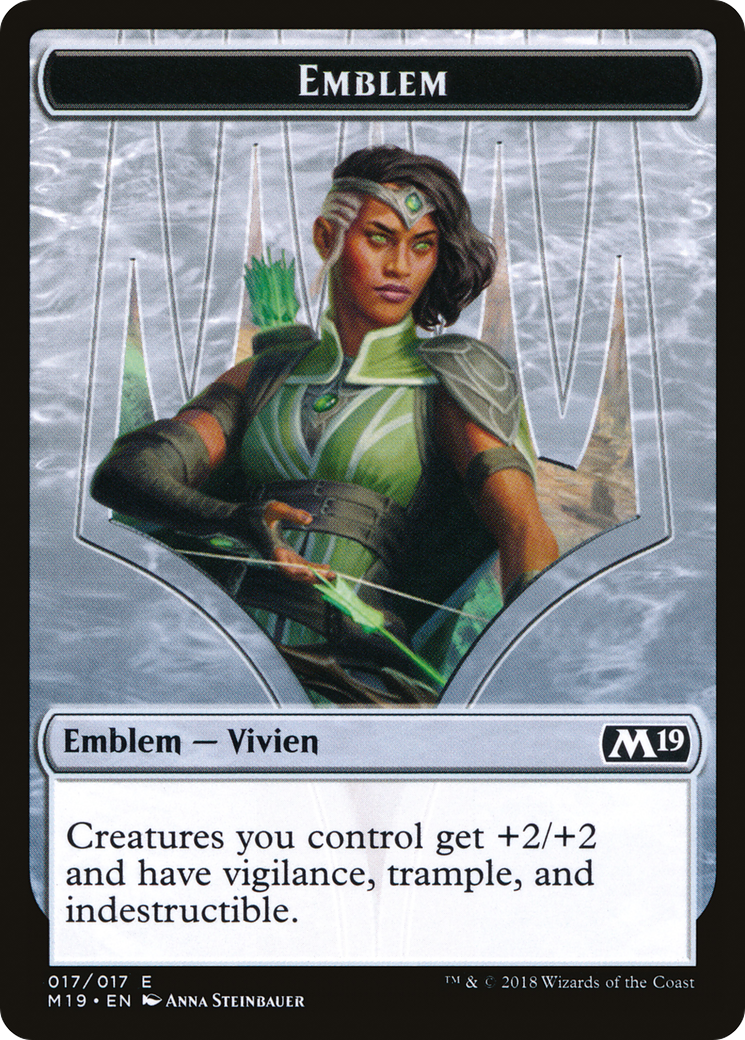 EMBLEM
Emblem — Vivien
M19
Creatures you control get +2/+2
and have vigilance, trample, and
indestructible.
017/017 E
™ & © 2018 Wizards of the Coast
M19 • EN ANNA STEINBAUER